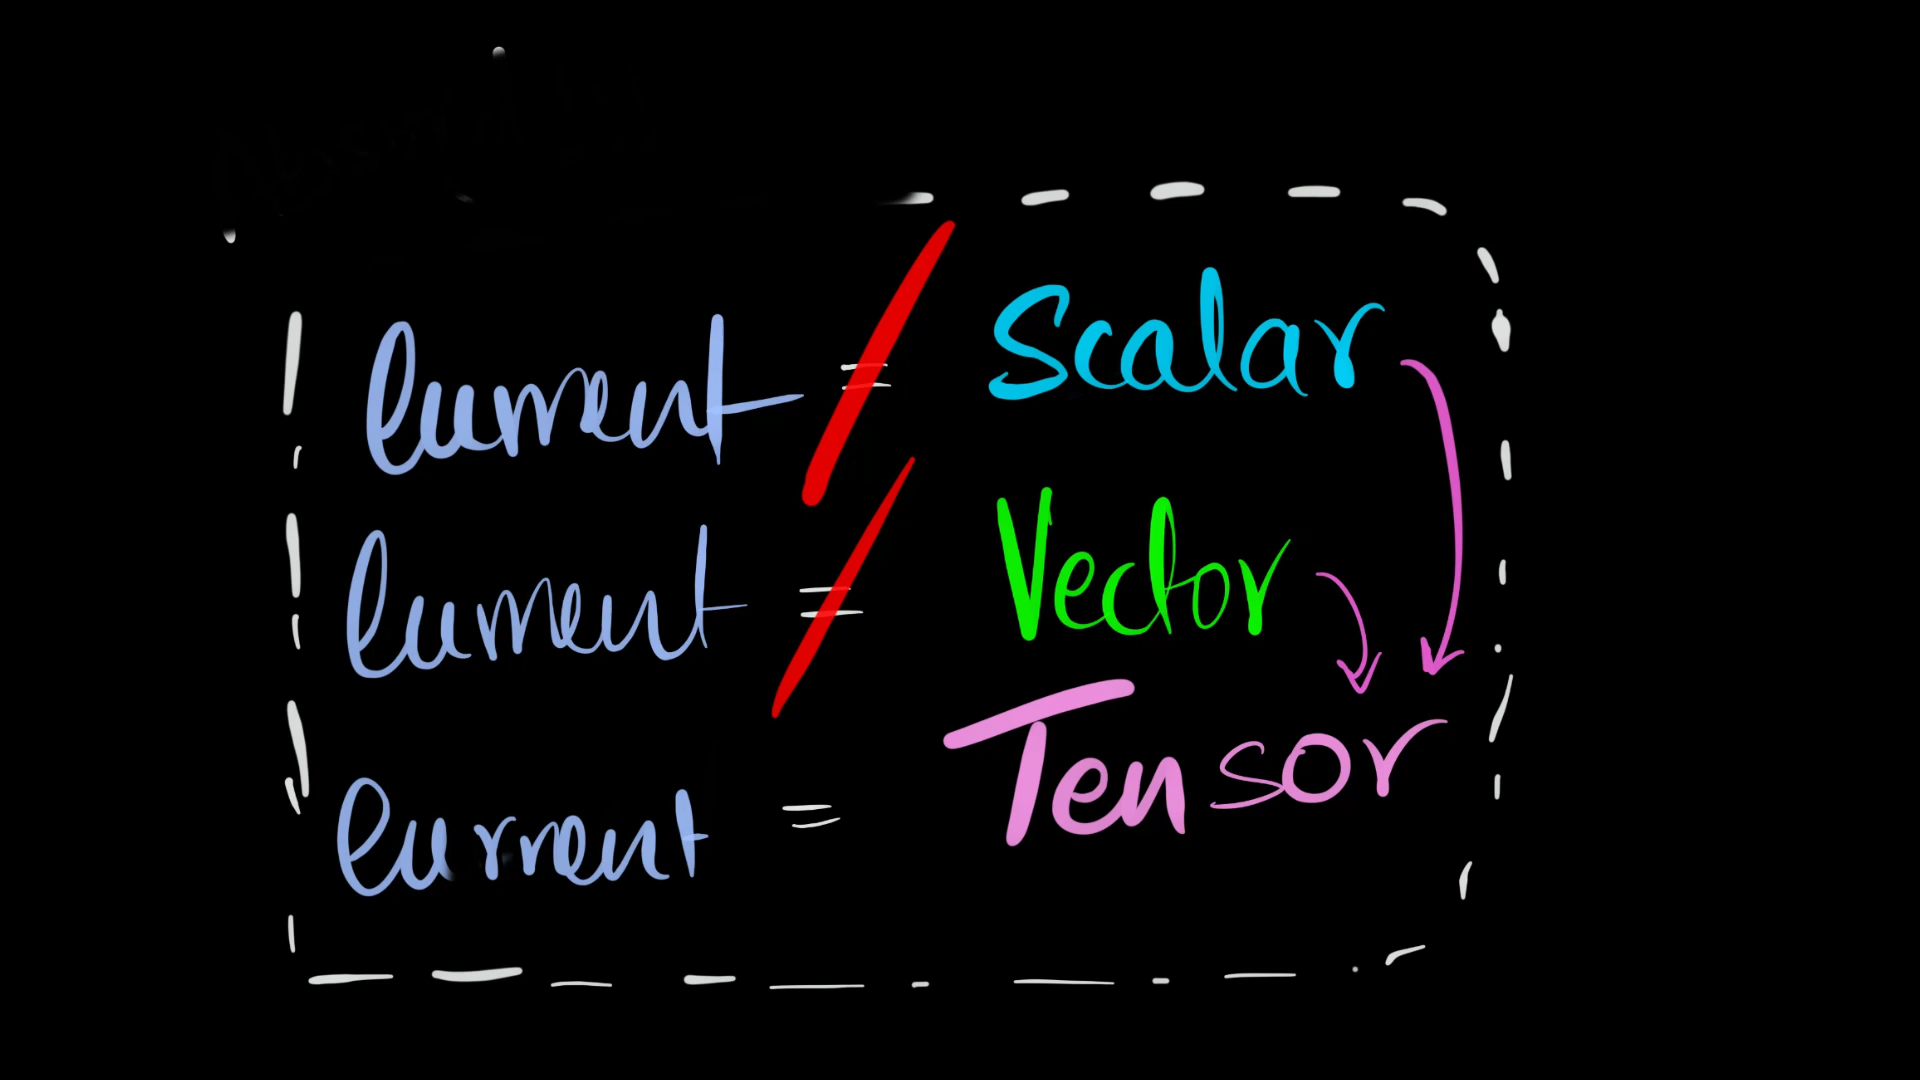 Current = Scalar
Current = Vector
Current = Tensor